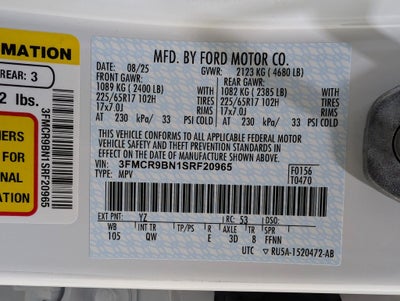 MATION
REAR: 3
2 lbs.
NERS
S FOR
IONAL
3FMCR9BN1SRF20965
MFD. BY FORD MOTOR CO.
DATE: 08/25 GVWR: 2123 KG ( 4680 LB)
FRONT GAWR: REAR GAWR:
1089 KG ( 2400 LB) WITH 1082 KG ( 2385 LB) WITH
225/65R17 102H TIRES 225/65R17 102H TIRES
17x7.0J RIMS 17x7.0J RIMS
AT 230 kPa/ 33 PSI COLD AT 230 kPa/ 33 PSI COLD
THIS VEHICLE CONFORMS TO ALL APPLICABLE FEDERAL MOTOR
VEHICLE SAFETY AND THEFT PREVENTION STANDARDS IN EFFECT ON
THE DATE OF MANUFACTURE SHOWN ABOVE.
VIN: 3FMCR9BN1SRF20965 F0156
TYPE: MPV T0470
EXT PNT: YZ RC: 53 DSO:
WB INT TR TP/PS R AXLE TR SPR
105 QW E 3D 8 FFNN
UTC ▼ RU5A-1520472-AB